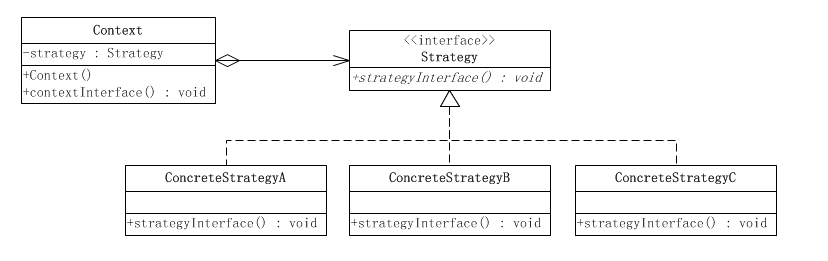 Context
-strategy : Strategy
+Context()
+contextInterface() : void
<<interface>>
Strategy
+strategyInterface() : void
ConcreteStrategyA
+strategyInterface() : void
ConcreteStrategyB
+strategyInterface() : void
ConcreteStrategyC
+strategyInterface() : void